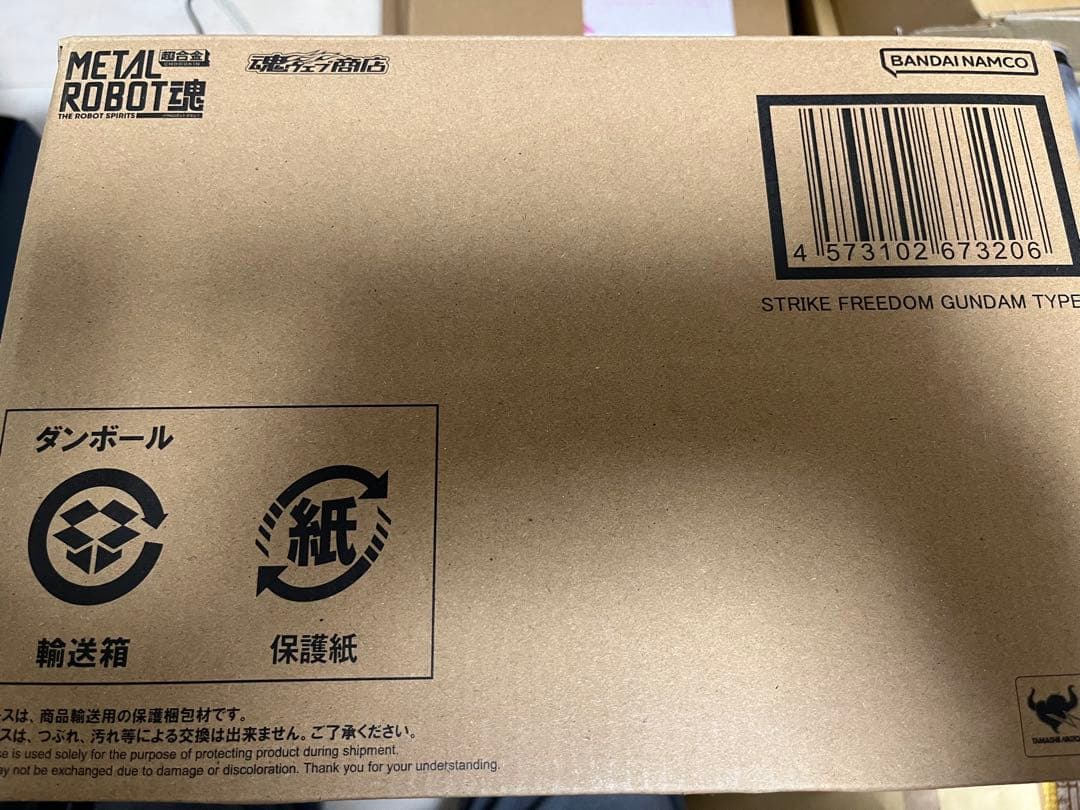 METAL 超合金
ROBOT魂
THE ROBOT SPIRITS
魂ウェブ商店
BANDAI NAMCO
4 573102 673206
STRIKE FREEDOM GUNDAM TYPE
ダンボール
紙
輸送箱
保護紙
スは、商品輸送用の保護梱包材です。
スは、つぶれ、汚れ等による交換は出来ません。ご了承ください。
se is used solely for the purpose of protecting product during shipment.
ay not be exchanged due to damage or discoloration. Thank you for your understanding.
TAMASHII